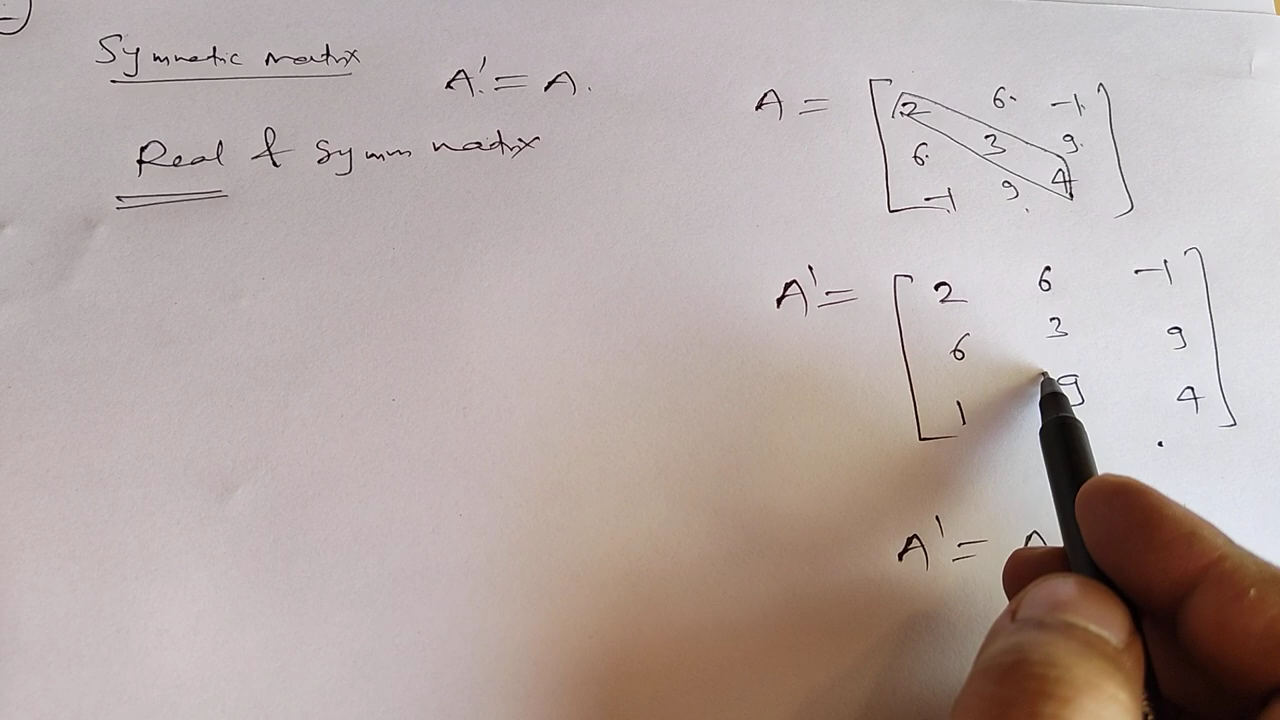 Symmetic matrix
A' = A.
Real & Symm matrix
A =
2 6 -1
6 3 9
-1 9 4
A' =
2 6 -1
6 3 9
1 9 4
A' = A